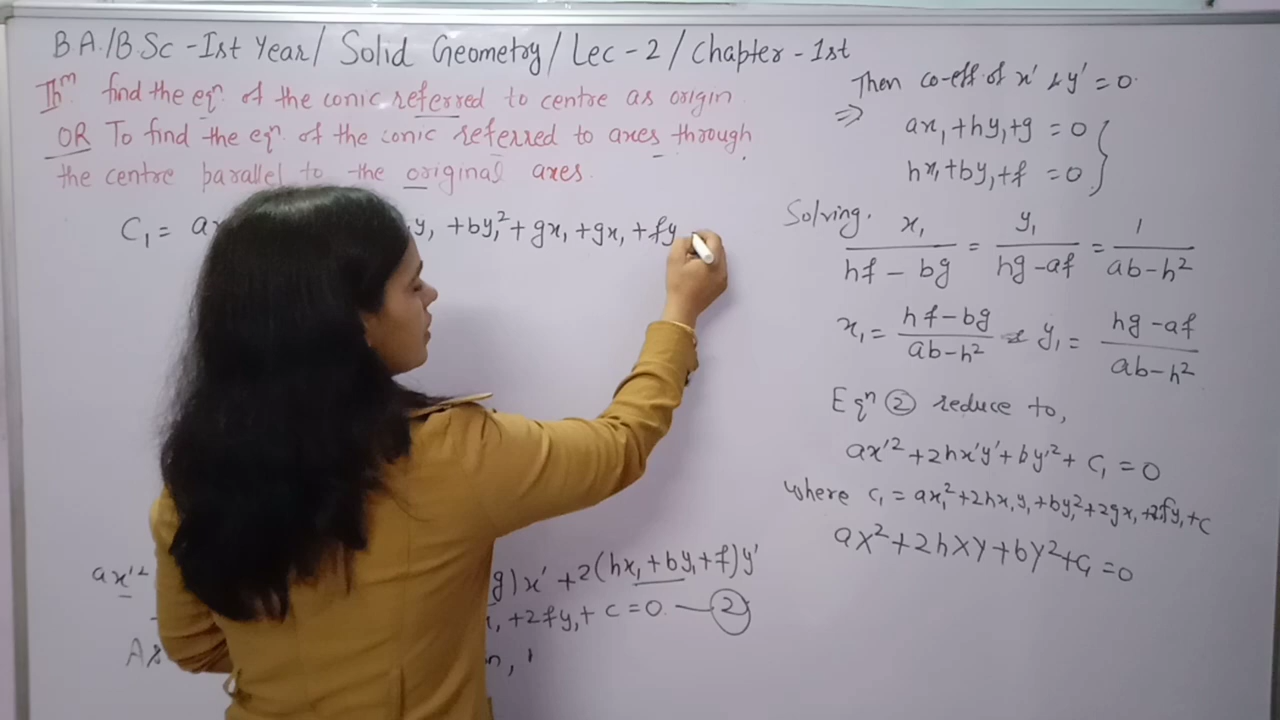 B.A./B.Sc - Ist Year / Solid Geometry / Lec - 2 / Chapter - 1st
Thm. find the eqn. of the conic referred to centre as origin.
OR To find the eqn of the conic referred to axes through
the centre parallel to the original axes.
C₁ = ax y₁ + by₁² + gx₁ + gx₁ + fy
ax'² g) x' + 2(hx₁ + by₁ + f) y'
+ 2fy₁ + c = 0 — ②
Then co-eff of x' & y' = 0.
⇒ ax₁ + hy₁ + g = 0
hx₁ + by₁ + f = 0 }
Solving.
x₁/(hf - bg) = y₁/(hg - af) = 1/(ab - h²)
x₁ = (hf - bg)/(ab - h²) & y₁ = (hg - af)/(ab - h²)
Eqn ② reduce to,
ax'² + 2hx'y' + by'² + C₁ = 0
where C₁ = ax₁² + 2hx₁y₁ + by₁² + 2gx₁ + 2fy₁ + c
ax² + 2hxy + by² + C₁ = 0